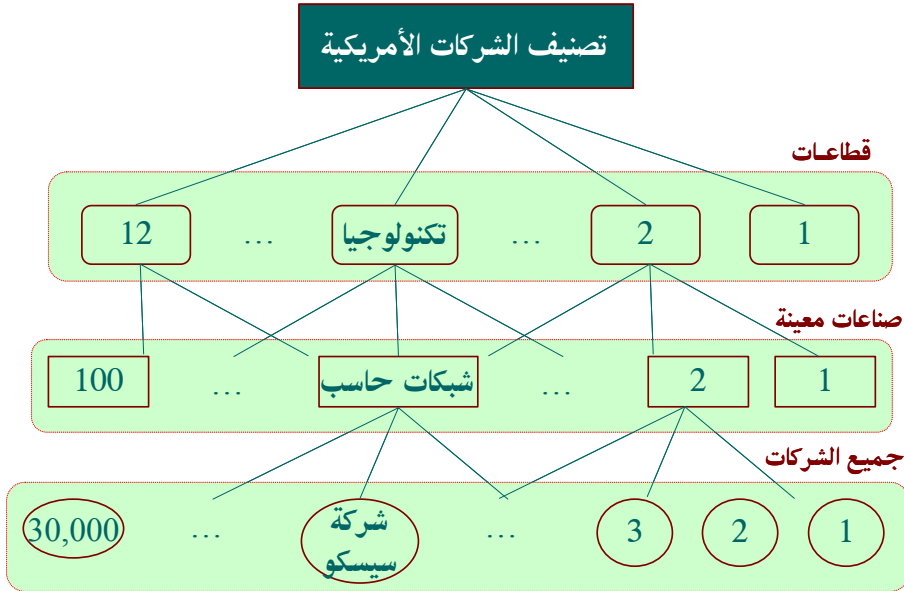 تصنيف الشركات الأمريكية
قطاعـات
1
2
...
تكنولوجيا
...
12
صناعات معينة
1
2
...
شبكات حاسب
...
100
جميع الشركات
1
2
3
...
شركة
سيسكو
...
30,000